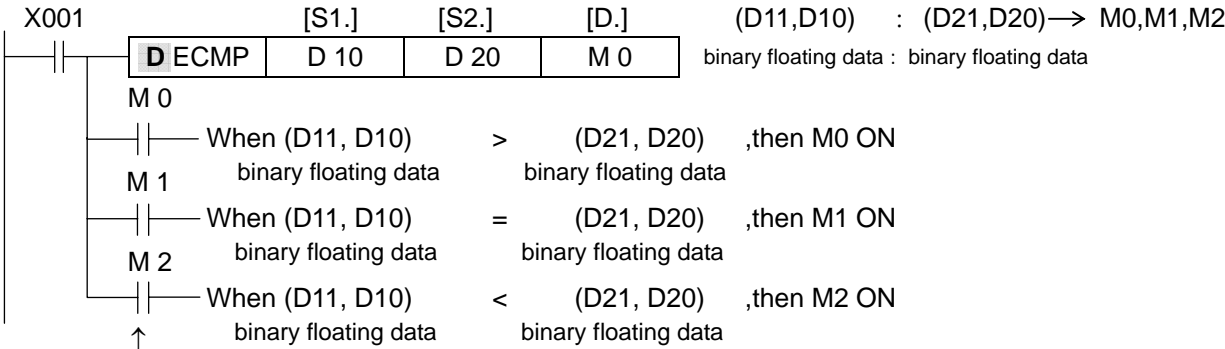 X001 [S1.] [S2.] [D.] (D11,D10) : (D21,D20)→ M0,M1,M2
D ECMP D 10 D 20 M 0 binary floating data : binary floating data
M 0
When (D11, D10) > (D21, D20) ,then M0 ON
binary floating data binary floating data
M 1
When (D11, D10) = (D21, D20) ,then M1 ON
binary floating data binary floating data
M 2
When (D11, D10) < (D21, D20) ,then M2 ON
↑ binary floating data binary floating data